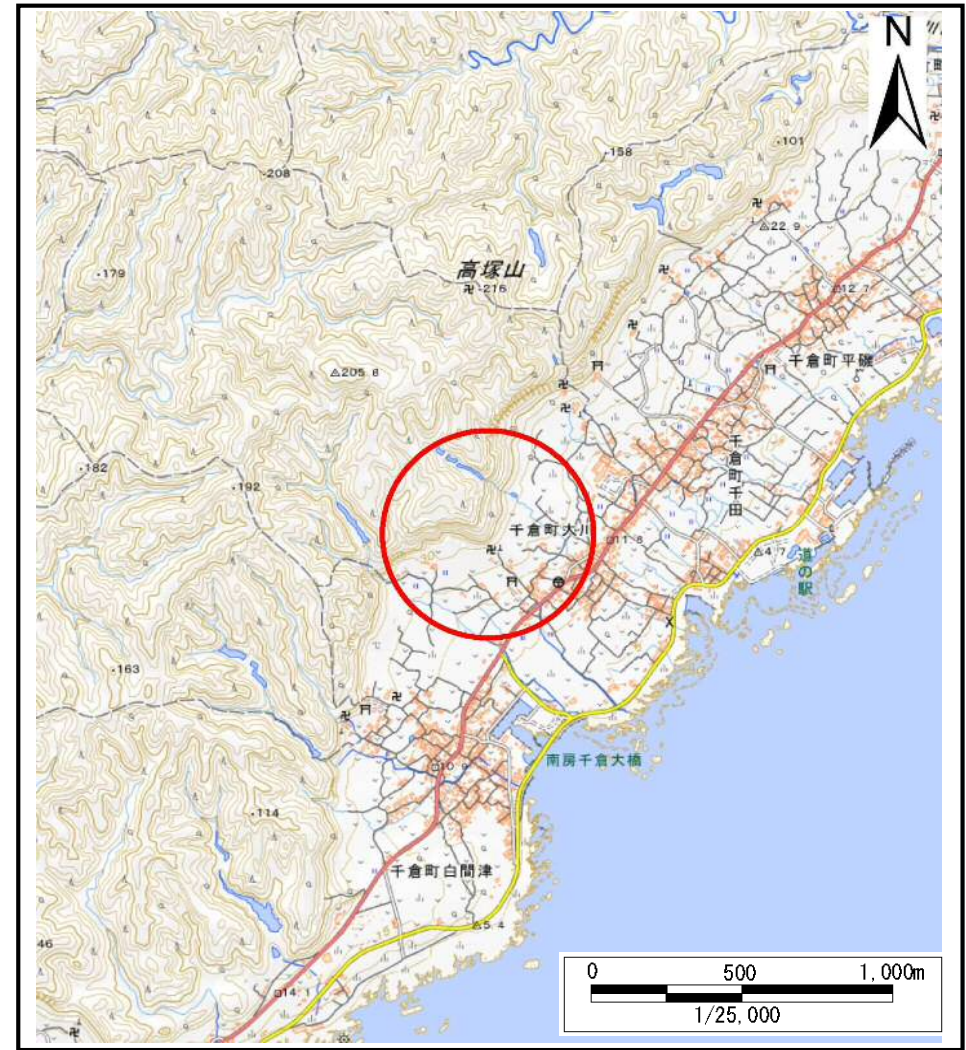 N
・158
・101
・208
22.9
高塚山
・216
・179
12.7
千倉町平磯
205.8
千倉町千田
・182
・192
千倉町大川
11.8
4.7
道の駅
・163
南房千倉大橋
10.9
・114
千倉町白間津
5.4
46
14.1
0 500 1,000m
1/25,000